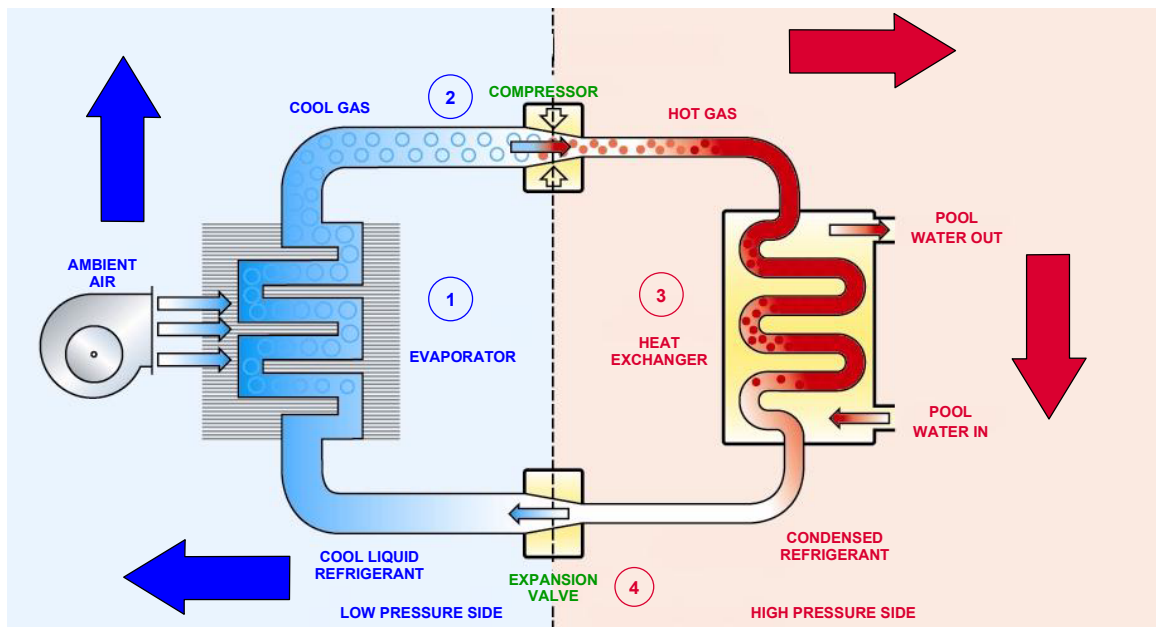 2
COMPRESSOR
COOL GAS
HOT GAS
POOL
WATER OUT
AMBIENT
AIR
1
3
EVAPORATOR
HEAT
EXCHANGER
POOL
WATER IN
COOL LIQUID
REFRIGERANT
CONDENSED
REFRIGERANT
EXPANSION
VALVE
4
LOW PRESSURE SIDE
HIGH PRESSURE SIDE